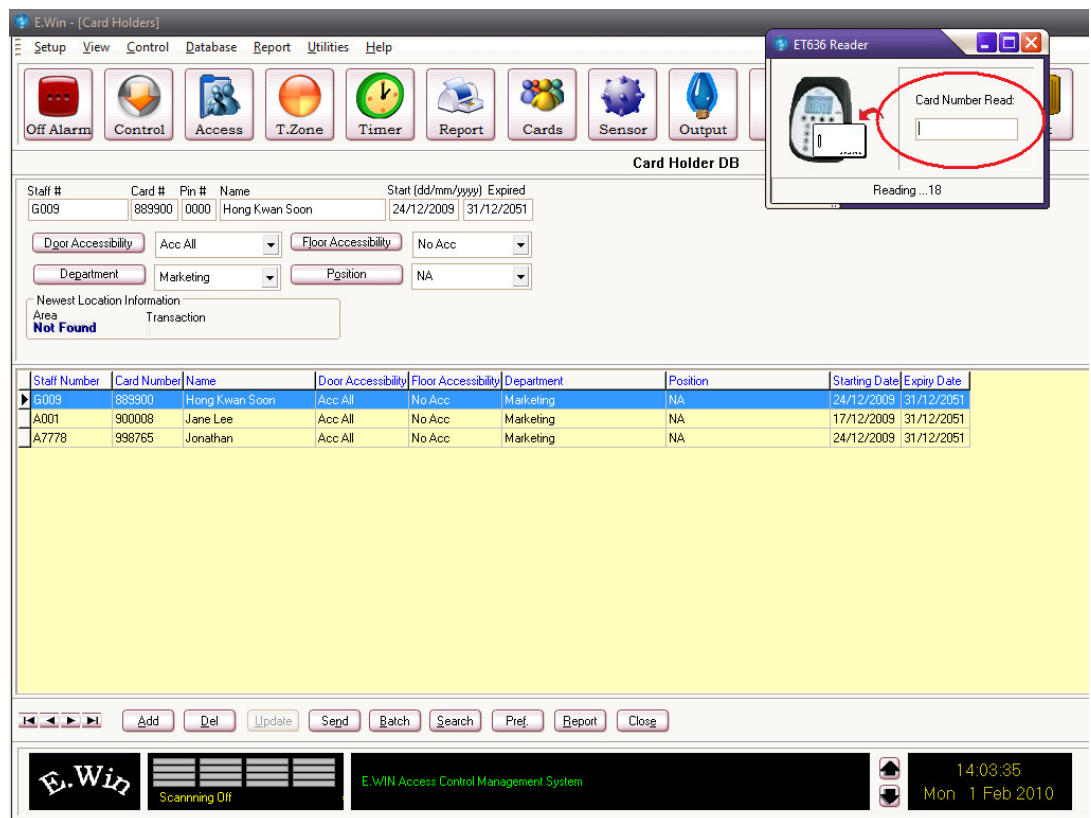 E.Win - [Card Holders]
Setup View Control Database Report Utilities Help
Off Alarm Control Access T.Zone Timer Report Cards Sensor Output
ET636 Reader
Card Number Read:
Reading ...18
Card Holder DB
Staff # Card # Pin # Name Start (dd/mm/yyyy) Expired
G009 889900 0000 Hong Kwan Soon 24/12/2009 31/12/2051
Door Accessibility Acc All Floor Accessibility No Acc
Department Marketing Position NA
Newest Location Information
Area Transaction
Not Found
Staff Number Card Number Name Door Accessibility Floor Accessibility Department Position Starting Date Expiry Date
G009 889900 Hong Kwan Soon Acc All No Acc Marketing NA 24/12/2009 31/12/2051
A001 900008 Jane Lee Acc All No Acc Marketing NA 17/12/2009 31/12/2051
A7778 998765 Jonathan Acc All No Acc Marketing NA 24/12/2009 31/12/2051
Add Del Update Send Batch Search Pref. Report Close
E.Win
Scannning Off
E.WIN Access Control Management System
14:03:35
Mon 1 Feb 2010